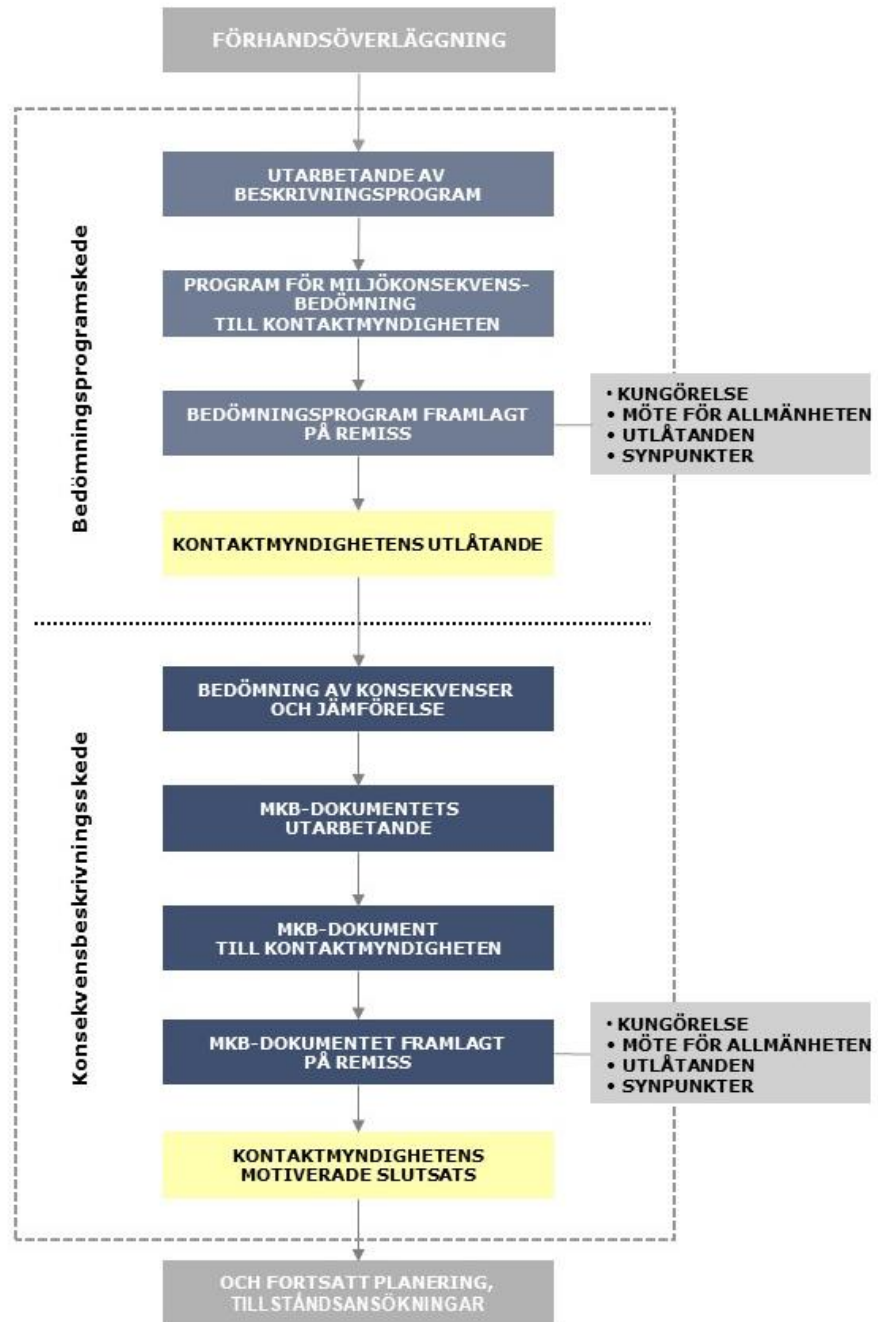 FÖRHANDSÖVERLÄGGNING
Bedömningsprogramskede
UTARBETANDE AV
BESKRIVNINGSPROGRAM
PROGRAM FÖR MILJÖKONSEKVENS-
BEDÖMNING
TILL KONTAKTMYNDIGHETEN
BEDÖMNINGSPROGRAM FRAMLAGT
PÅ REMISS
• KUNGÖRELSE
• MÖTE FÖR ALLMÄNHETEN
• UTLÅTANDEN
• SYNPUNKTER
KONTAKTMYNDIGHETENS UTLÅTANDE
Konsekvensbeskrivningsskede
BEDÖMNING AV KONSEKVENSER
OCH JÄMFÖRELSE
MKB-DOKUMENTETS
UTARBETANDE
MKB-DOKUMENT
TILL KONTAKTMYNDIGHETEN
MKB-DOKUMENTET FRAMLAGT
PÅ REMISS
• KUNGÖRELSE
• MÖTE FÖR ALLMÄNHETEN
• UTLÅTANDEN
• SYNPUNKTER
KONTAKTMYNDIGHETENS
MOTIVERADE SLUTSATS
OCH FORTSATT PLANERING,
TILLSTÅNDSANSÖKNINGAR